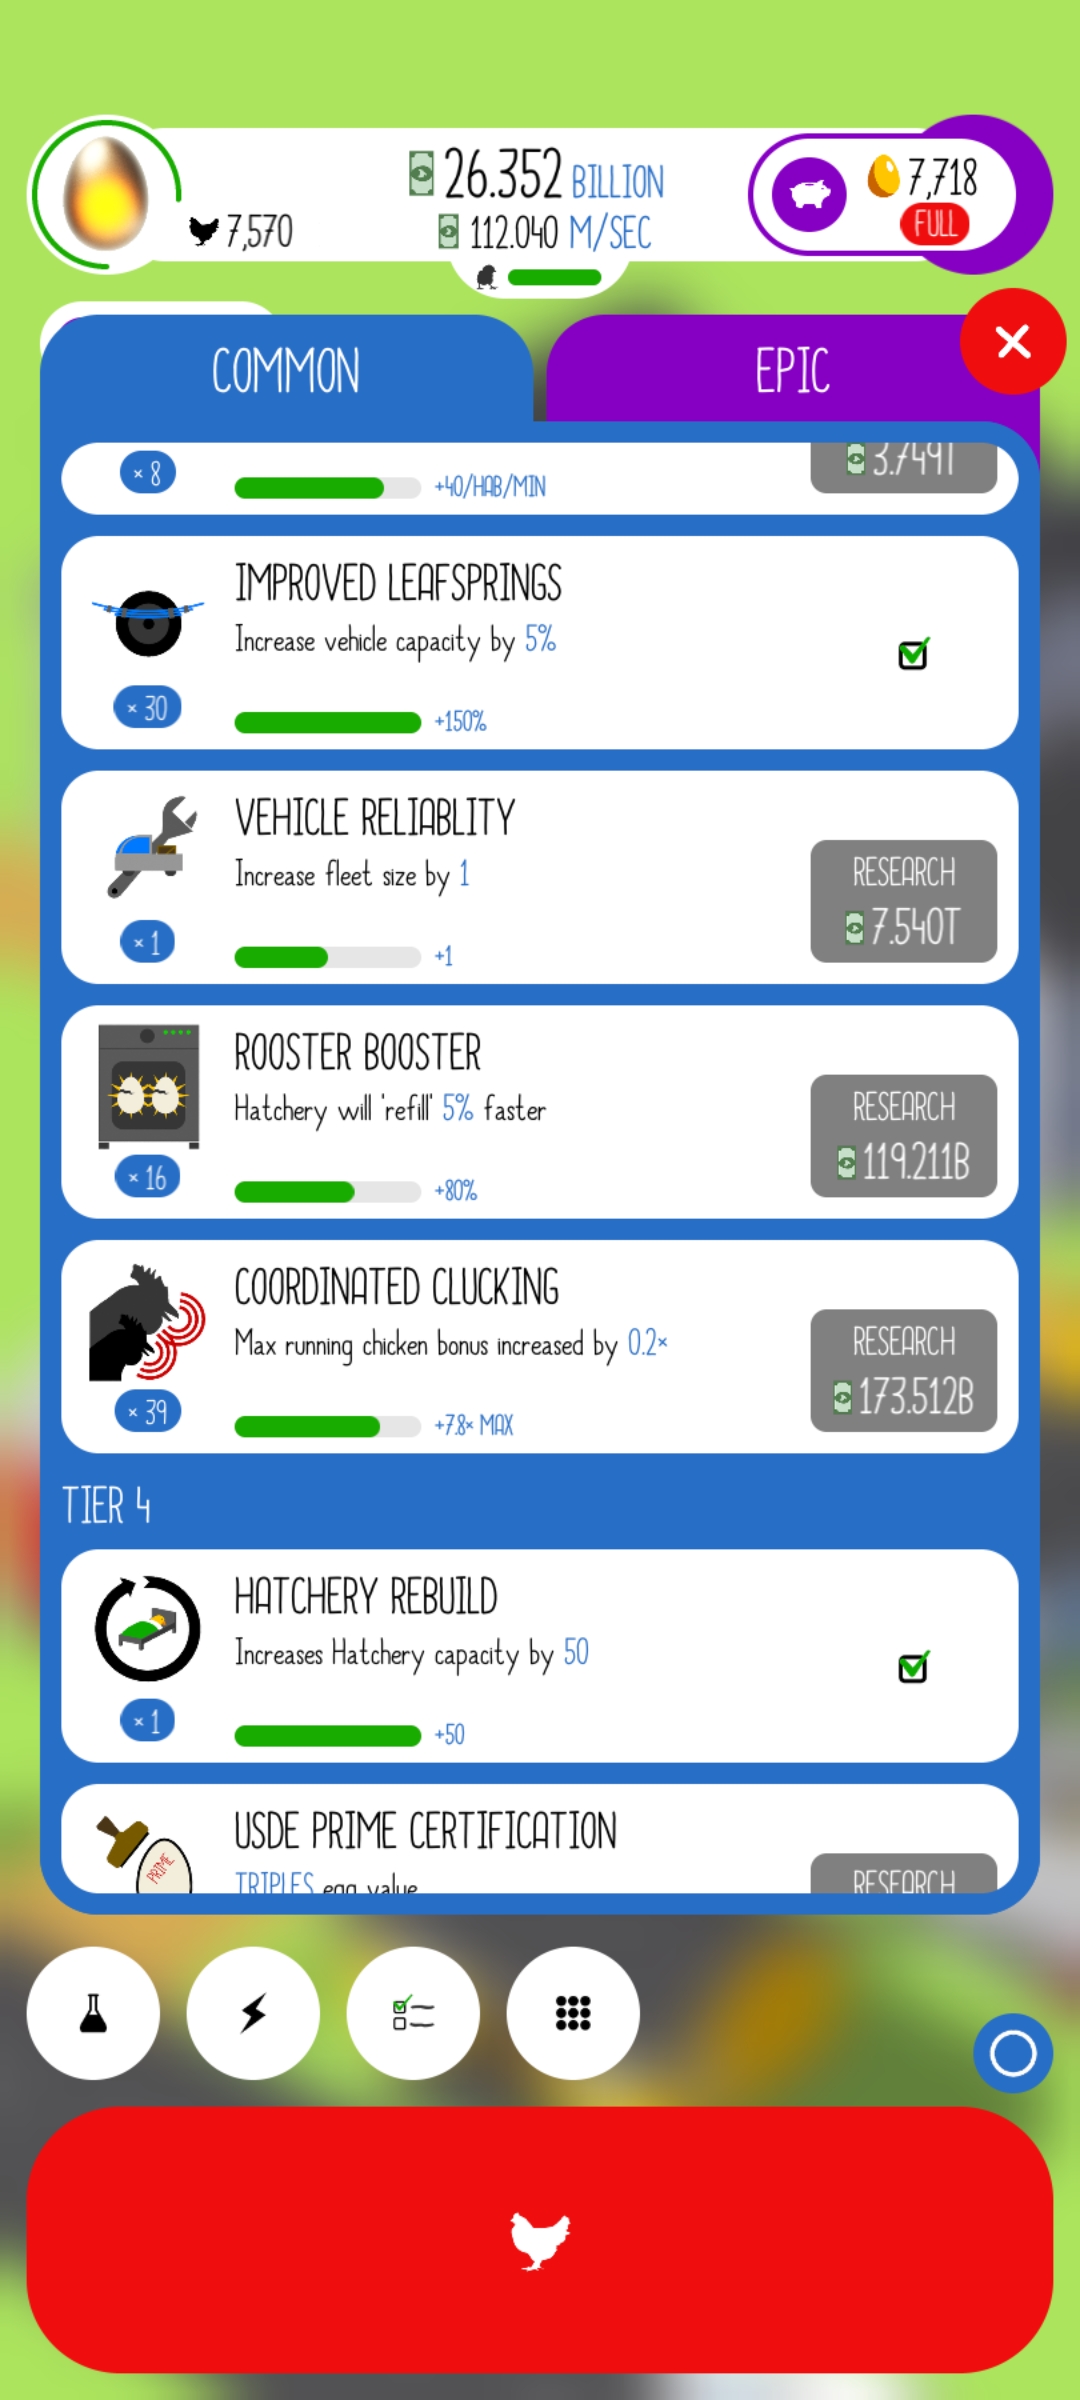 26.352 BILLION
7,718
7,570
112.040 M/SEC
FULL
COMMON
EPIC
3.749T
× 8
+40/HAB/MIN
IMPROVED LEAFSPRINGS
Increase vehicle capacity by 5%
× 30
+150%
VEHICLE RELIABLITY
Increase fleet size by 1
RESEARCH
7.540T
× 1
+1
ROOSTER BOOSTER
Hatchery will 'refill' 5% faster
RESEARCH
119.211B
× 16
+80%
COORDINATED CLUCKING
Max running chicken bonus increased by 0.2×
RESEARCH
173.512B
× 39
+7.8× MAX
TIER 4
HATCHERY REBUILD
Increases Hatchery capacity by 50
× 1
+50
USDE PRIME CERTIFICATION
PRIME
TRIPLES egg value
RESEARCH